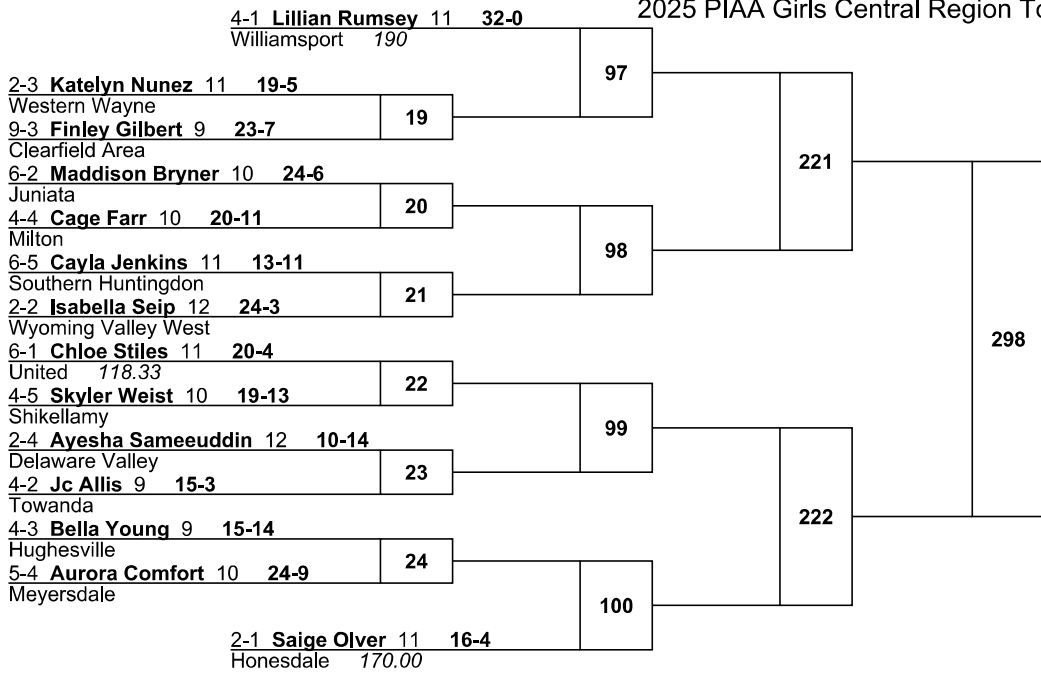 2025 PIAA Girls Central Region To
4-1 Lillian Rumsey 11 32-0
Williamsport 190
97
2-3 Katelyn Nunez 11 19-5
Western Wayne
19
9-3 Finley Gilbert 9 23-7
Clearfield Area
221
6-2 Maddison Bryner 10 24-6
Juniata
20
4-4 Cage Farr 10 20-11
Milton
98
6-5 Cayla Jenkins 11 13-11
Southern Huntingdon
21
2-2 Isabella Seip 12 24-3
Wyoming Valley West
298
6-1 Chloe Stiles 11 20-4
United 118.33
22
4-5 Skyler Weist 10 19-13
Shikellamy
99
2-4 Ayesha Sameeuddin 12 10-14
Delaware Valley
23
4-2 Jc Allis 9 15-3
Towanda
222
4-3 Bella Young 9 15-14
Hughesville
24
5-4 Aurora Comfort 10 24-9
Meyersdale
100
2-1 Saige Olver 11 16-4
Honesdale 170.00